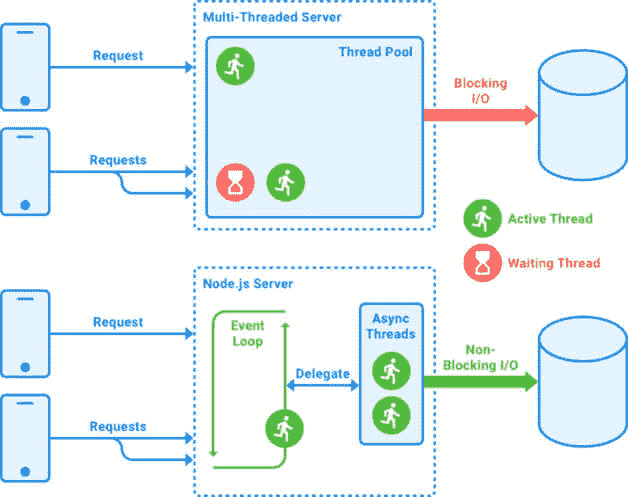 Multi-Threaded Server
Request
Thread Pool
Blocking
I/O
Requests
Active Thread
Waiting Thread
Node.js Server
Request
Event
Loop
Async
Threads
Delegate
Non-
Blocking I/O
Requests